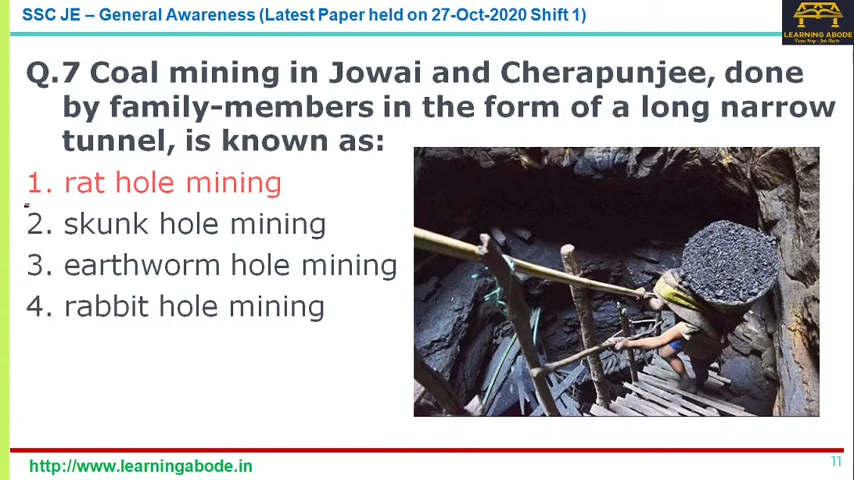 SSC JE – General Awareness (Latest Paper held on 27-Oct-2020 Shift 1)
LEARNING ABODE
Q.7 Coal mining in Jowai and Cherapunjee, done
by family-members in the form of a long narrow
tunnel, is known as:
1. rat hole mining
2. skunk hole mining
3. earthworm hole mining
4. rabbit hole mining
http://www.learningabode.in
11